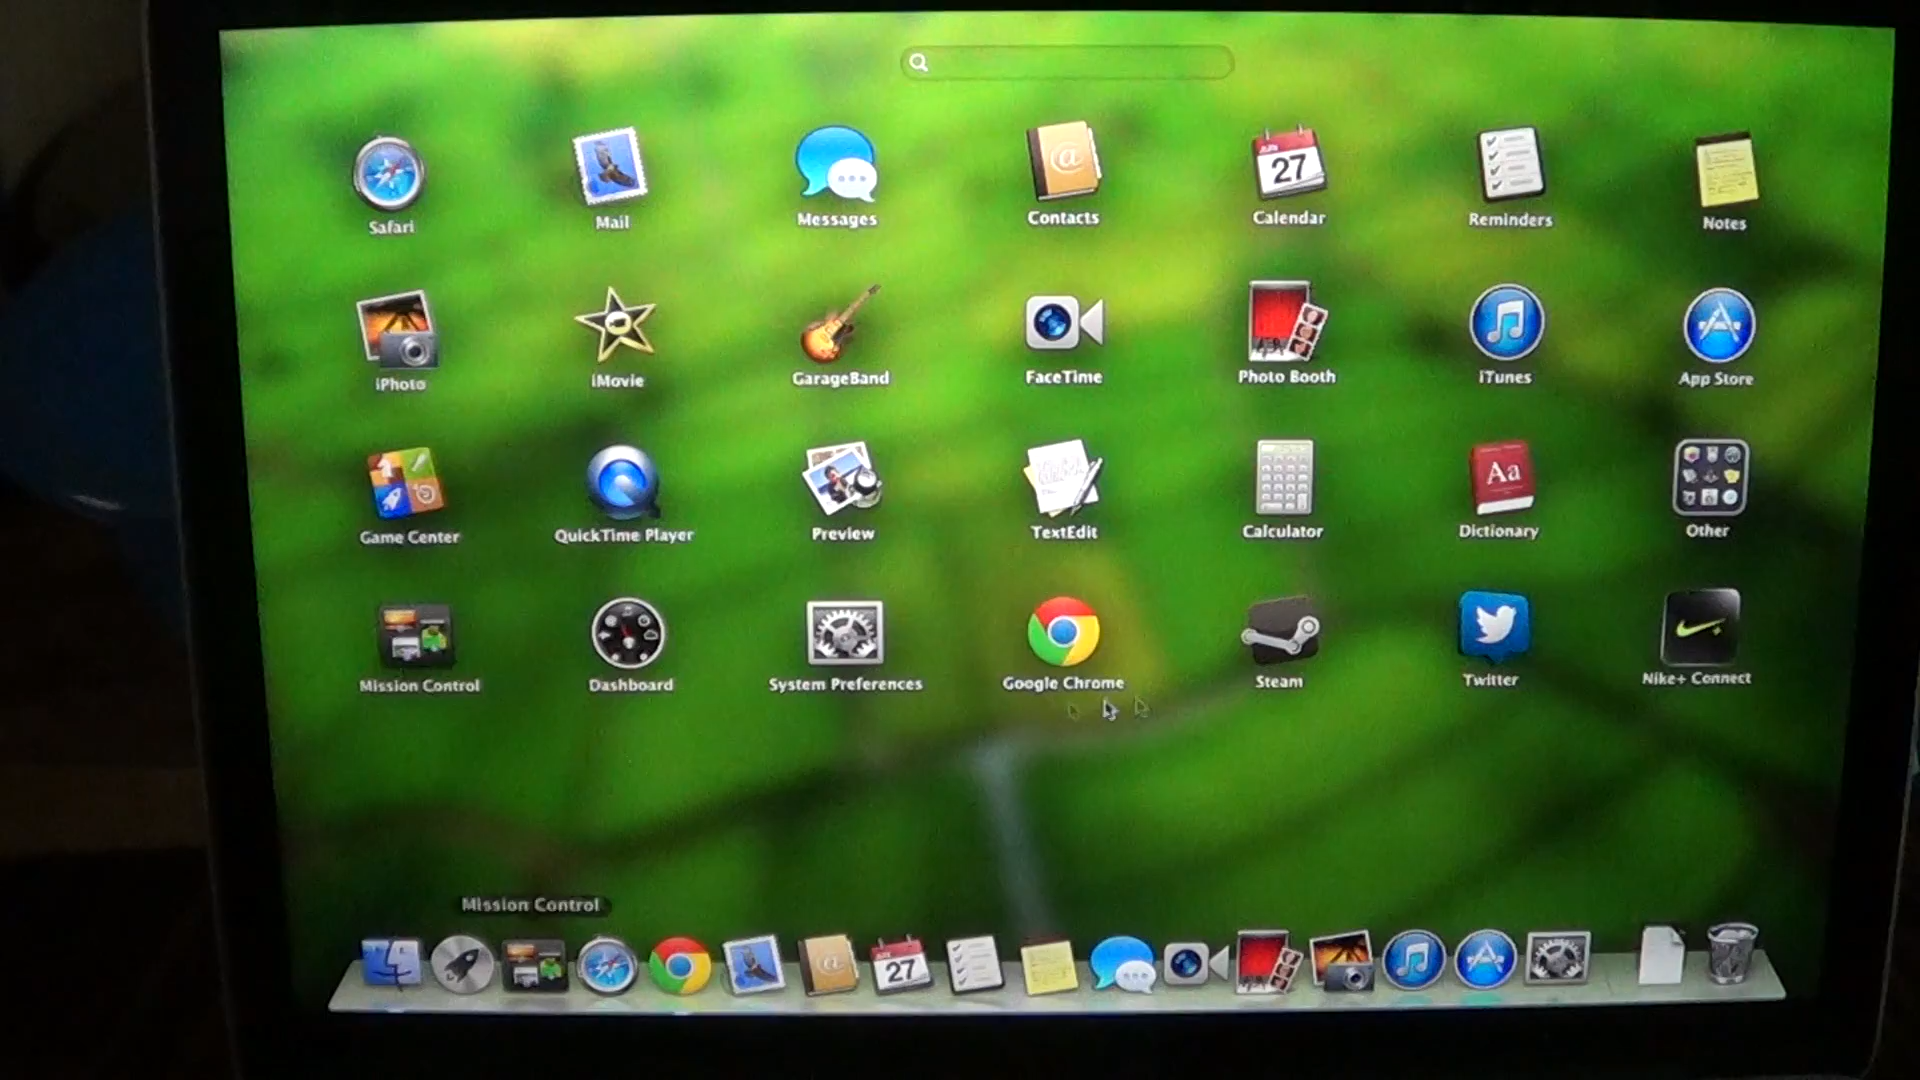 Safari Mail Messages Contacts Calendar Reminders Notes
iPhoto iMovie GarageBand FaceTime Photo Booth iTunes App Store
Game Center QuickTime Player Preview TextEdit Calculator Dictionary Other
Mission Control Dashboard System Preferences Google Chrome Steam Twitter Nike+ Connect
27
@
Aa
Mission Control
27
@